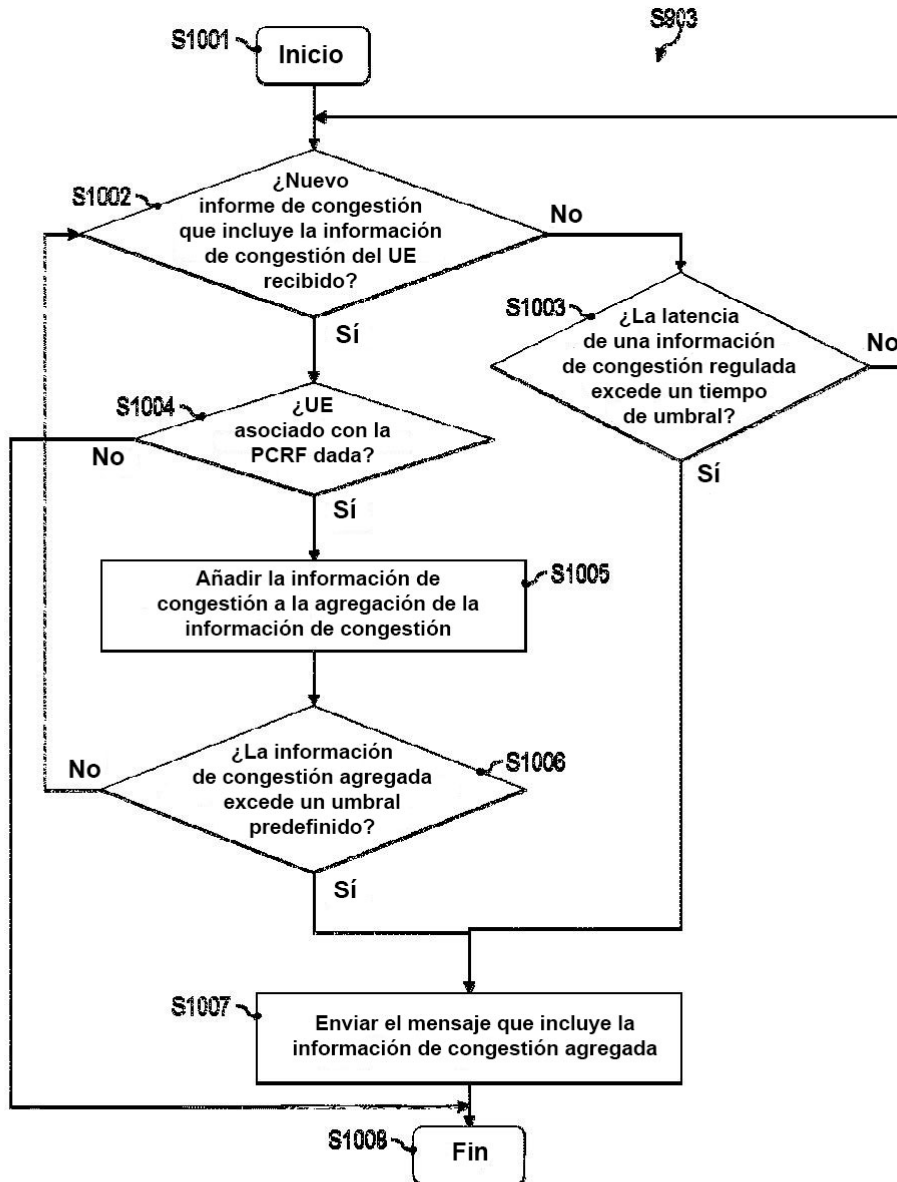 S1001
Inicio
S803
S1002
¿Nuevo
informe de congestión
que incluye la información
de congestión del UE
recibido?
No
Sí
S1003
¿La latencia
de una información
de congestión regulada
excede un tiempo
de umbral?
No
Sí
S1004
¿UE
asociado con la
PCRF dada?
No
Sí
Añadir la información de
congestión a la agregación de la
información de congestión
S1005
¿La información
de congestión agregada
excede un umbral
predefinido?
S1006
No
Sí
S1007
Enviar el mensaje que incluye la
información de congestión agregada
S1008
Fin